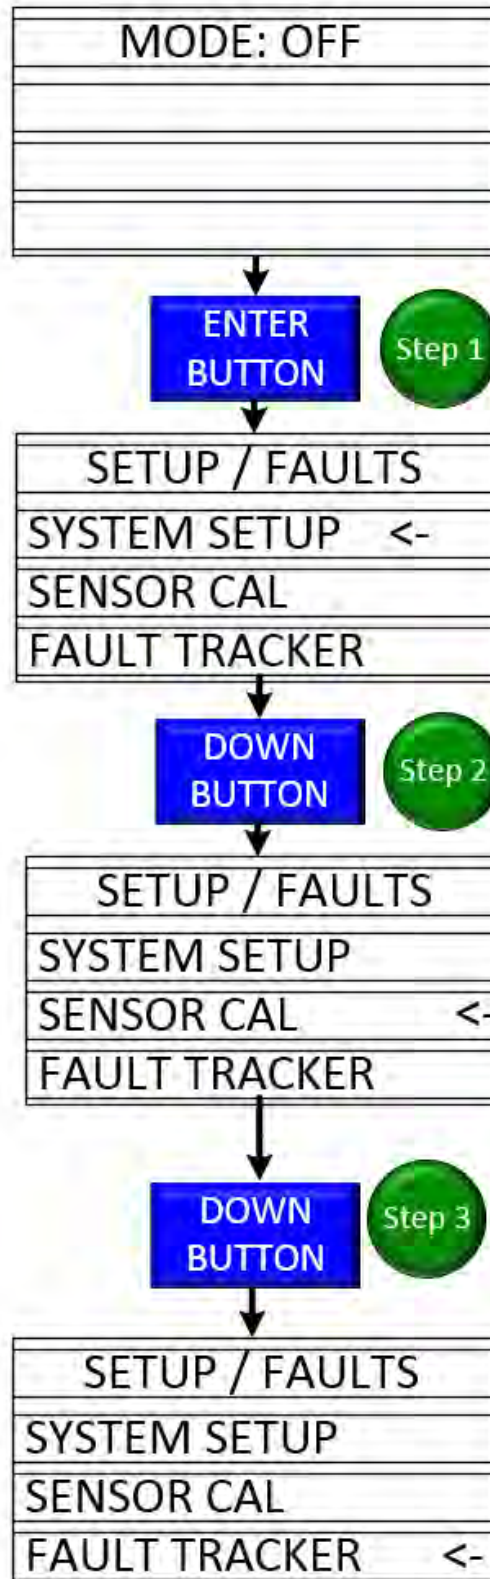 MODE: OFF
ENTER
BUTTON
Step 1
SETUP / FAULTS
SYSTEM SETUP <-
SENSOR CAL
FAULT TRACKER
DOWN
BUTTON
Step 2
SETUP / FAULTS
SYSTEM SETUP
SENSOR CAL <-
FAULT TRACKER
DOWN
BUTTON
Step 3
SETUP / FAULTS
SYSTEM SETUP
SENSOR CAL
FAULT TRACKER <-